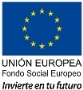 UNIÓN EUROPEA
Fondo Social Europeo
Invierte en tu futuro